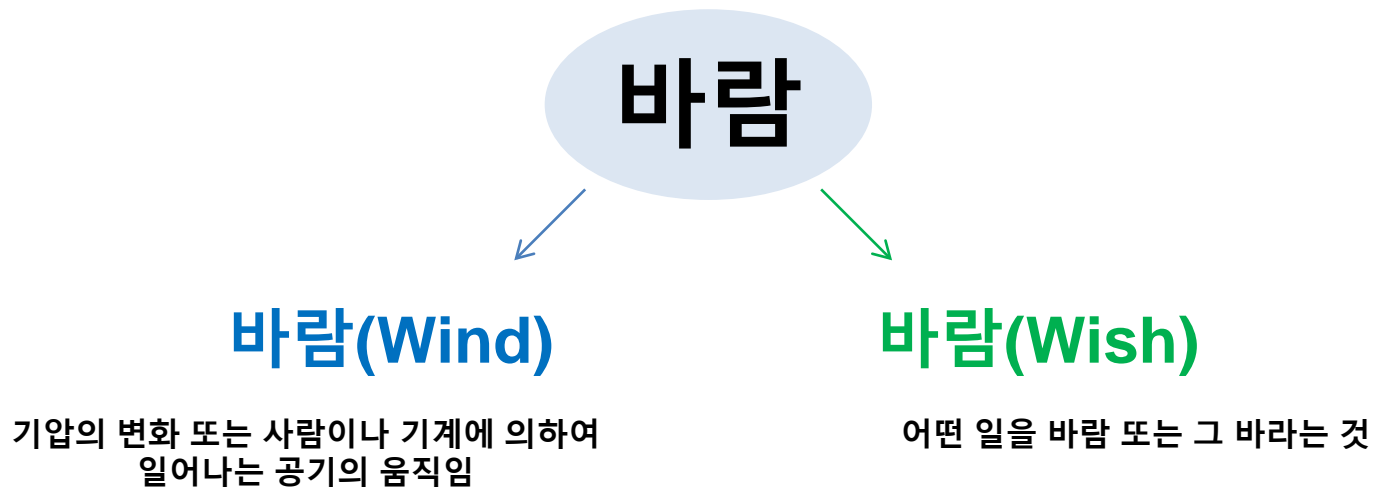 바람
바람(Wind)
바람(Wish)
기압의 변화 또는 사람이나 기계에 의하여
일어나는 공기의 움직임
어떤 일을 바람 또는 그 바라는 것